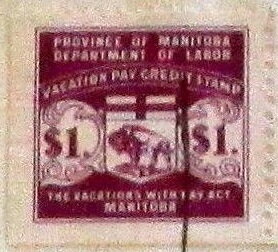 PROVINCE OF MANITOBA
DEPARTMENT OF LABOR
VACATION PAY CREDIT STAMP
$1. $1.
THE VACATIONS WITH PAY ACT
MANITOBA